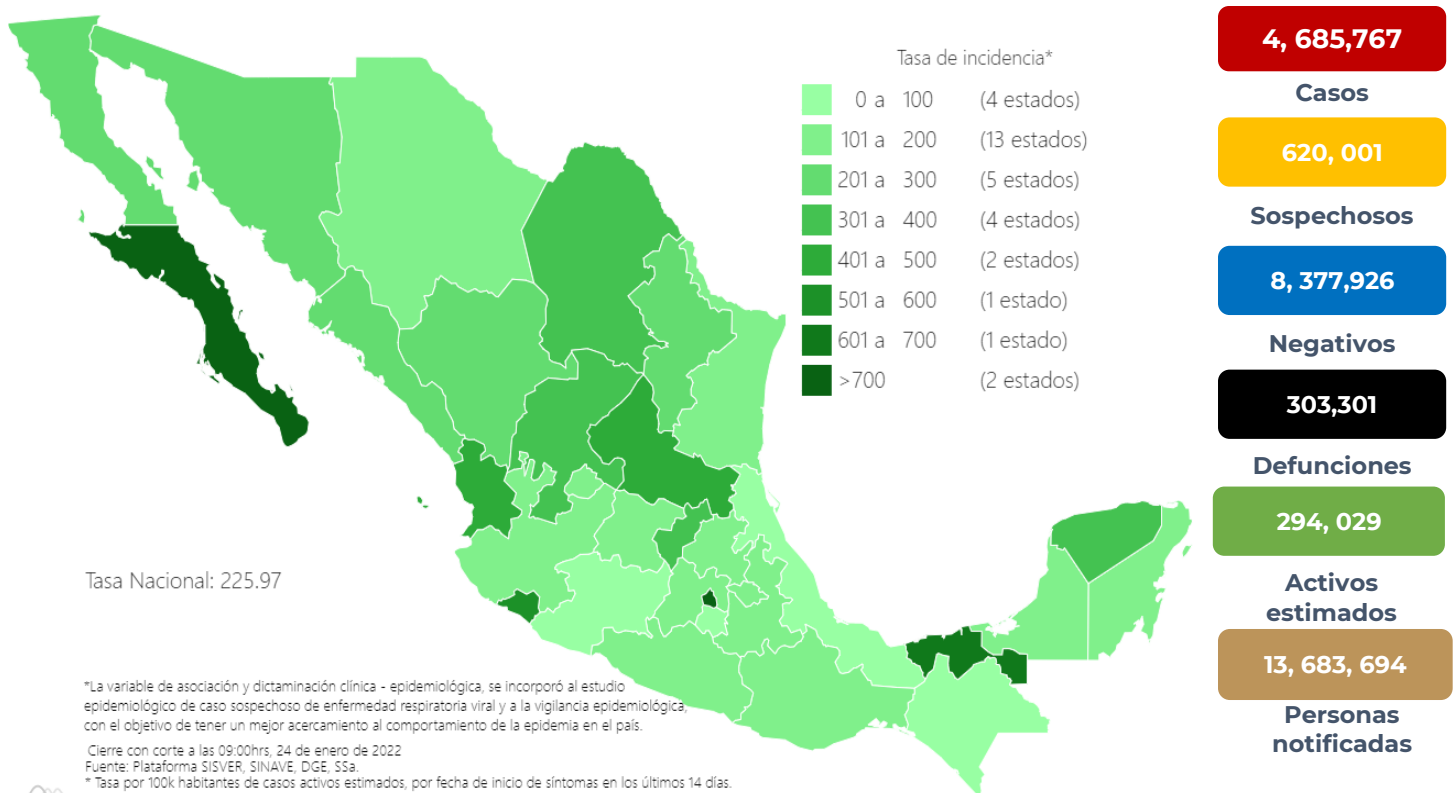 Tasa de incidencia*
0 a 100 (4 estados)
101 a 200 (13 estados)
201 a 300 (5 estados)
301 a 400 (4 estados)
401 a 500 (2 estados)
501 a 600 (1 estado)
601 a 700 (1 estado)
>700 (2 estados)
4, 685,767
Casos
620, 001
Sospechosos
8, 377,926
Negativos
303,301
Defunciones
294, 029
Activos
estimados
13, 683, 694
Personas
notificadas
Tasa Nacional: 225.97
*La variable de asociación y dictaminación clínica - epidemiológica, se incorporó al estudio
epidemiológico de caso sospechoso de enfermedad respiratoria viral y a la vigilancia epidemiológica,
con el objetivo de tener un mejor acercamiento al comportamiento de la epidemia en el país.
Cierre con corte a las 09:00hrs, 24 de enero de 2022
Fuente: Plataforma SISVER, SINAVE, DGE, SSa.
* Tasa por 100k habitantes de casos activos estimados, por fecha de inicio de síntomas en los últimos 14 días.